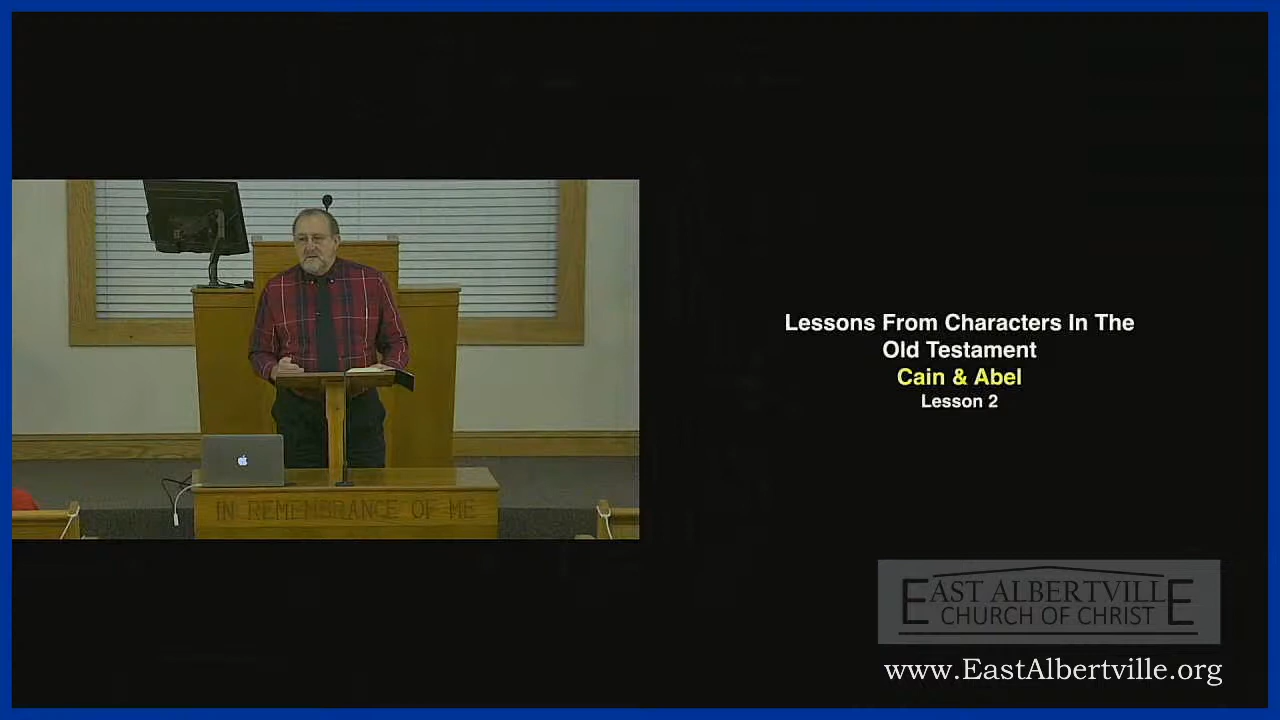 IN REMEMBRANCE OF ME
Lessons From Characters In The
Old Testament
Cain & Abel
Lesson 2
EAST ALBERTVILLE
CHURCH OF CHRIST
www.EastAlbertville.org